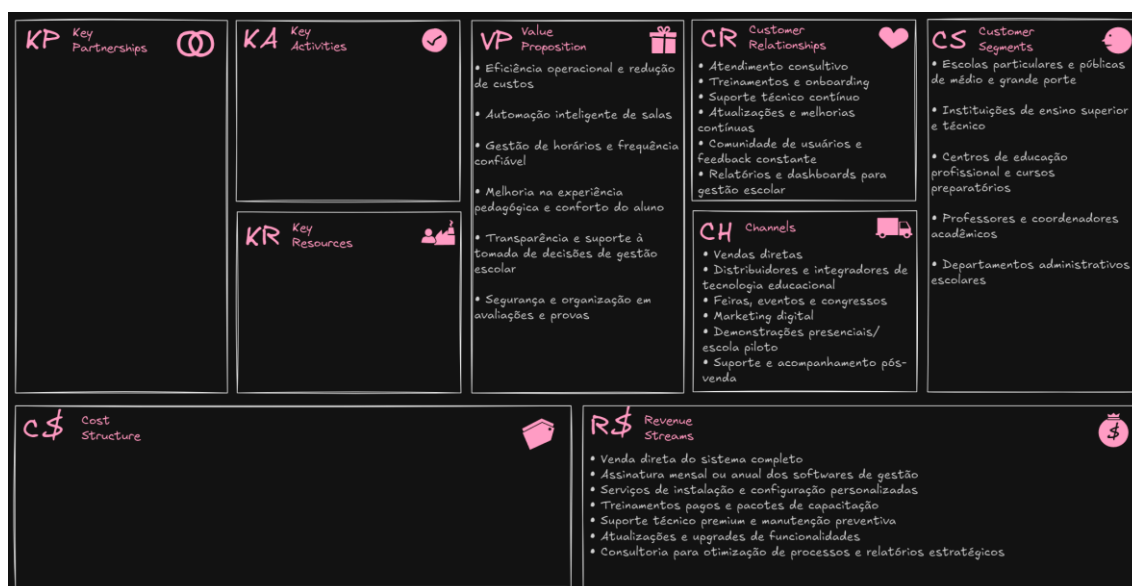 KP Key
Partnerships
KA Key
Activities
VP Value
Proposition
• Eficiência operacional e redução
de custos
• Automação inteligente de salas
• Gestão de horários e frequência
confiável
• Melhoria na experiência
pedagógica e conforto do aluno
• Transparência e suporte à
tomada de decisões de gestão
escolar
• Segurança e organização em
avaliações e provas
CR Customer
Relationships
• Atendimento consultivo
• Treinamentos e onboarding
• Suporte técnico contínuo
• Atualizações e melhorias
contínuas
• Comunidade de usuários e
feedback constante
• Relatórios e dashboards para
gestão escolar
CS Customer
Segments
• Escolas particulares e públicas
de médio e grande porte
• Instituições de ensino superior
e técnico
• Centros de educação
profissional e cursos
preparatórios
• Professores e coordenadores
acadêmicos
• Departamentos administrativos
escolares
KR Key
Resources
CH Channels
• Vendas diretas
• Distribuidores e integradores de
tecnologia educacional
• Feiras, eventos e congressos
• Marketing digital
• Demonstrações presenciais/
escola piloto
• Suporte e acompanhamento pós-
venda
C$ Cost
Structure
R$ Revenue
Streams
$
• Venda direta do sistema completo
• Assinatura mensal ou anual dos softwares de gestão
• Serviços de instalação e configuração personalizadas
• Treinamentos pagos e pacotes de capacitação
• Suporte técnico premium e manutenção preventiva
• Atualizações e upgrades de funcionalidades
• Consultoria para otimização de processos e relatórios estratégicos